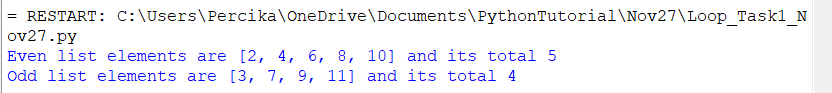 = RESTART: C:\Users\Percika\OneDrive\Documents\PythonTutorial\Nov27\Loop_Task1_N
ov27.py
Even list elements are [2, 4, 6, 8, 10] and its total 5
Odd list elements are [3, 7, 9, 11] and its total 4